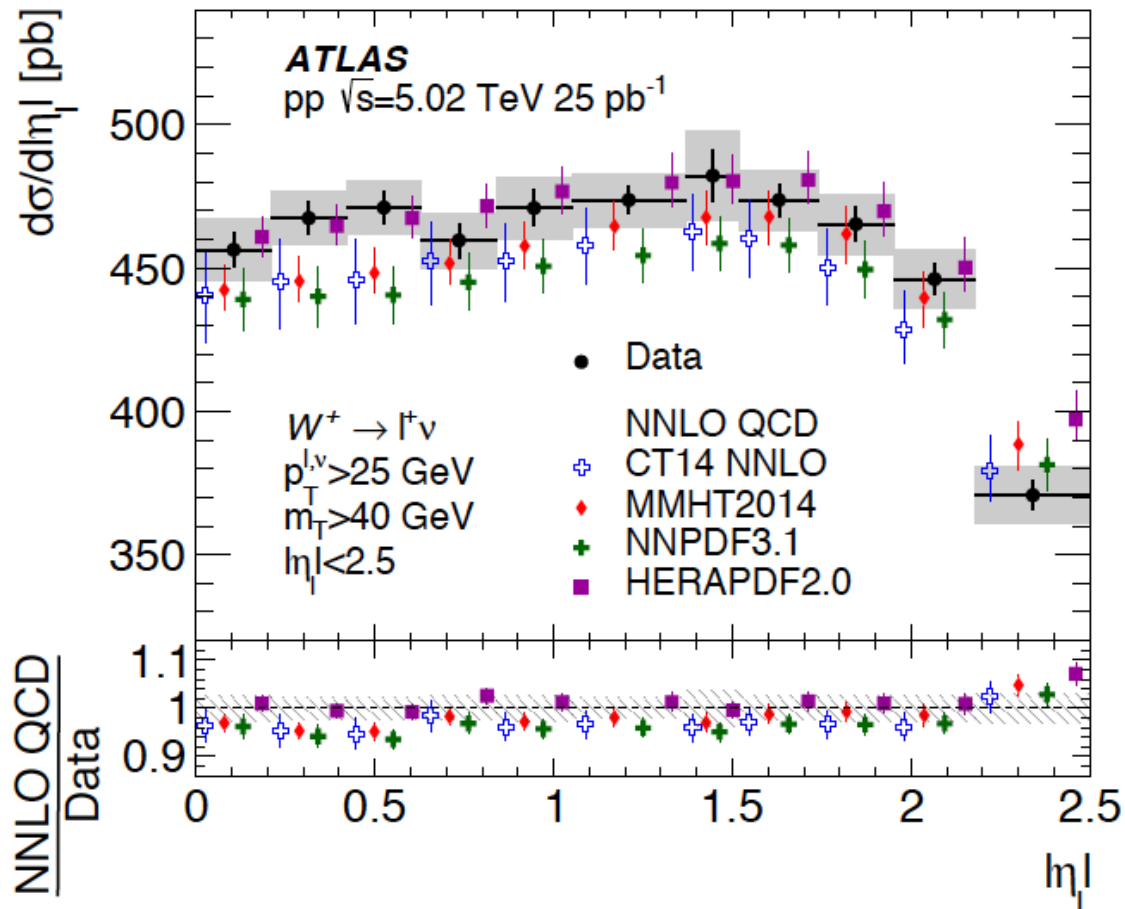 dσ/d|η_l| [pb]
ATLAS
pp √s=5.02 TeV 25 pb⁻¹
500
450
400
350
Data
W⁺ → l⁺ν
p_T^{l,ν}>25 GeV
m_T>40 GeV
|η_l|<2.5
NNLO QCD
CT14 NNLO
MMHT2014
NNPDF3.1
HERAPDF2.0
NNLO QCD
Data
1.1
1
0.9
0 0.5 1 1.5 2 2.5
|η_l|